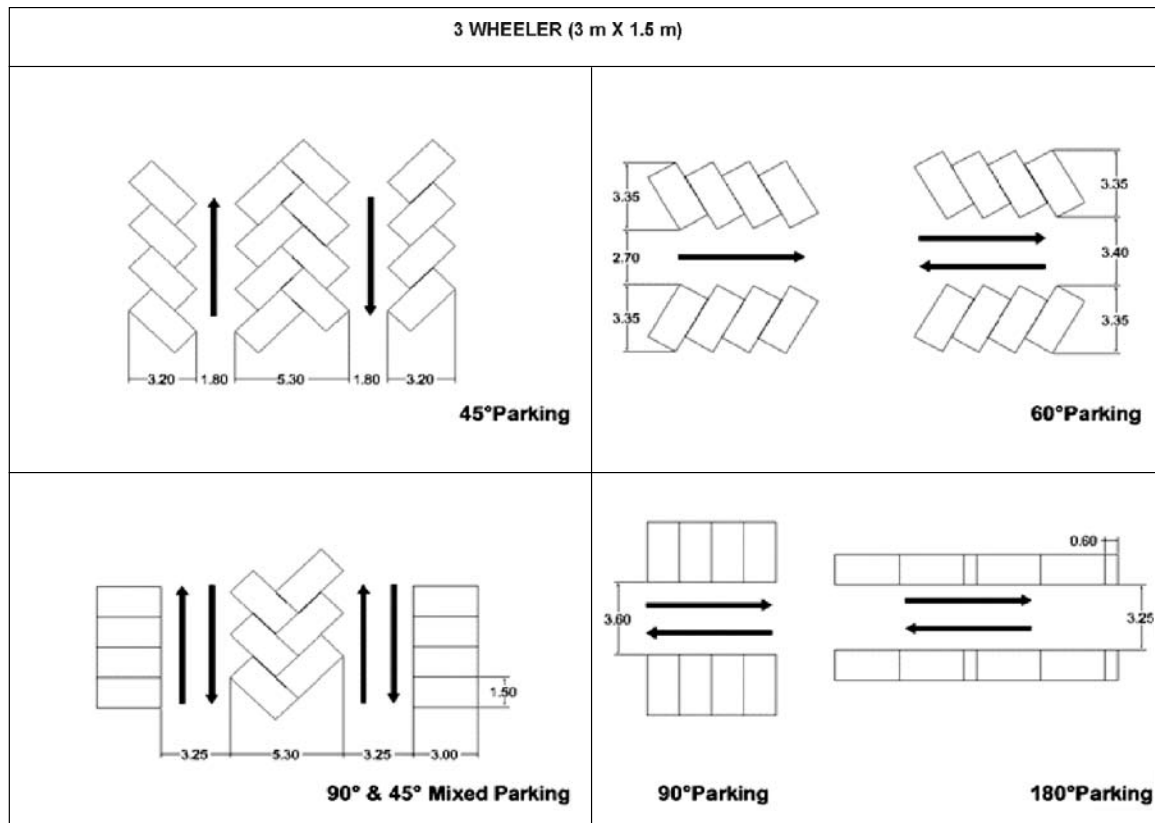 3 WHEELER (3 m X 1.5 m)
3.20 1.80 5.30 1.80 3.20
45°Parking
3.35
2.70
3.35
3.35
3.40
3.35
60°Parking
1.50
3.25 5.30 3.25 3.00
90° & 45° Mixed Parking
0.60
3.60
3.25
90°Parking
180°Parking